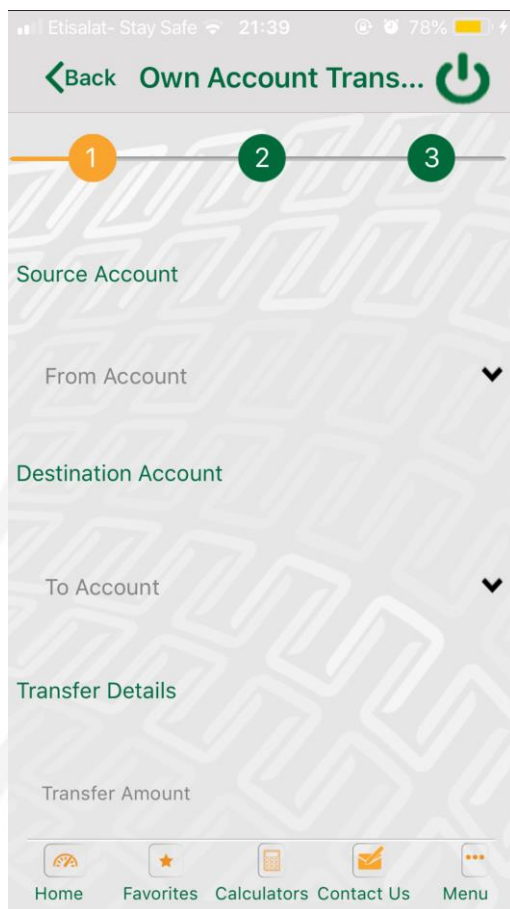 Etisalat- Stay Safe 21:39 78%
Back Own Account Trans...
1 2 3
Source Account
From Account
Destination Account
To Account
Transfer Details
Transfer Amount
Home Favorites Calculators Contact Us Menu